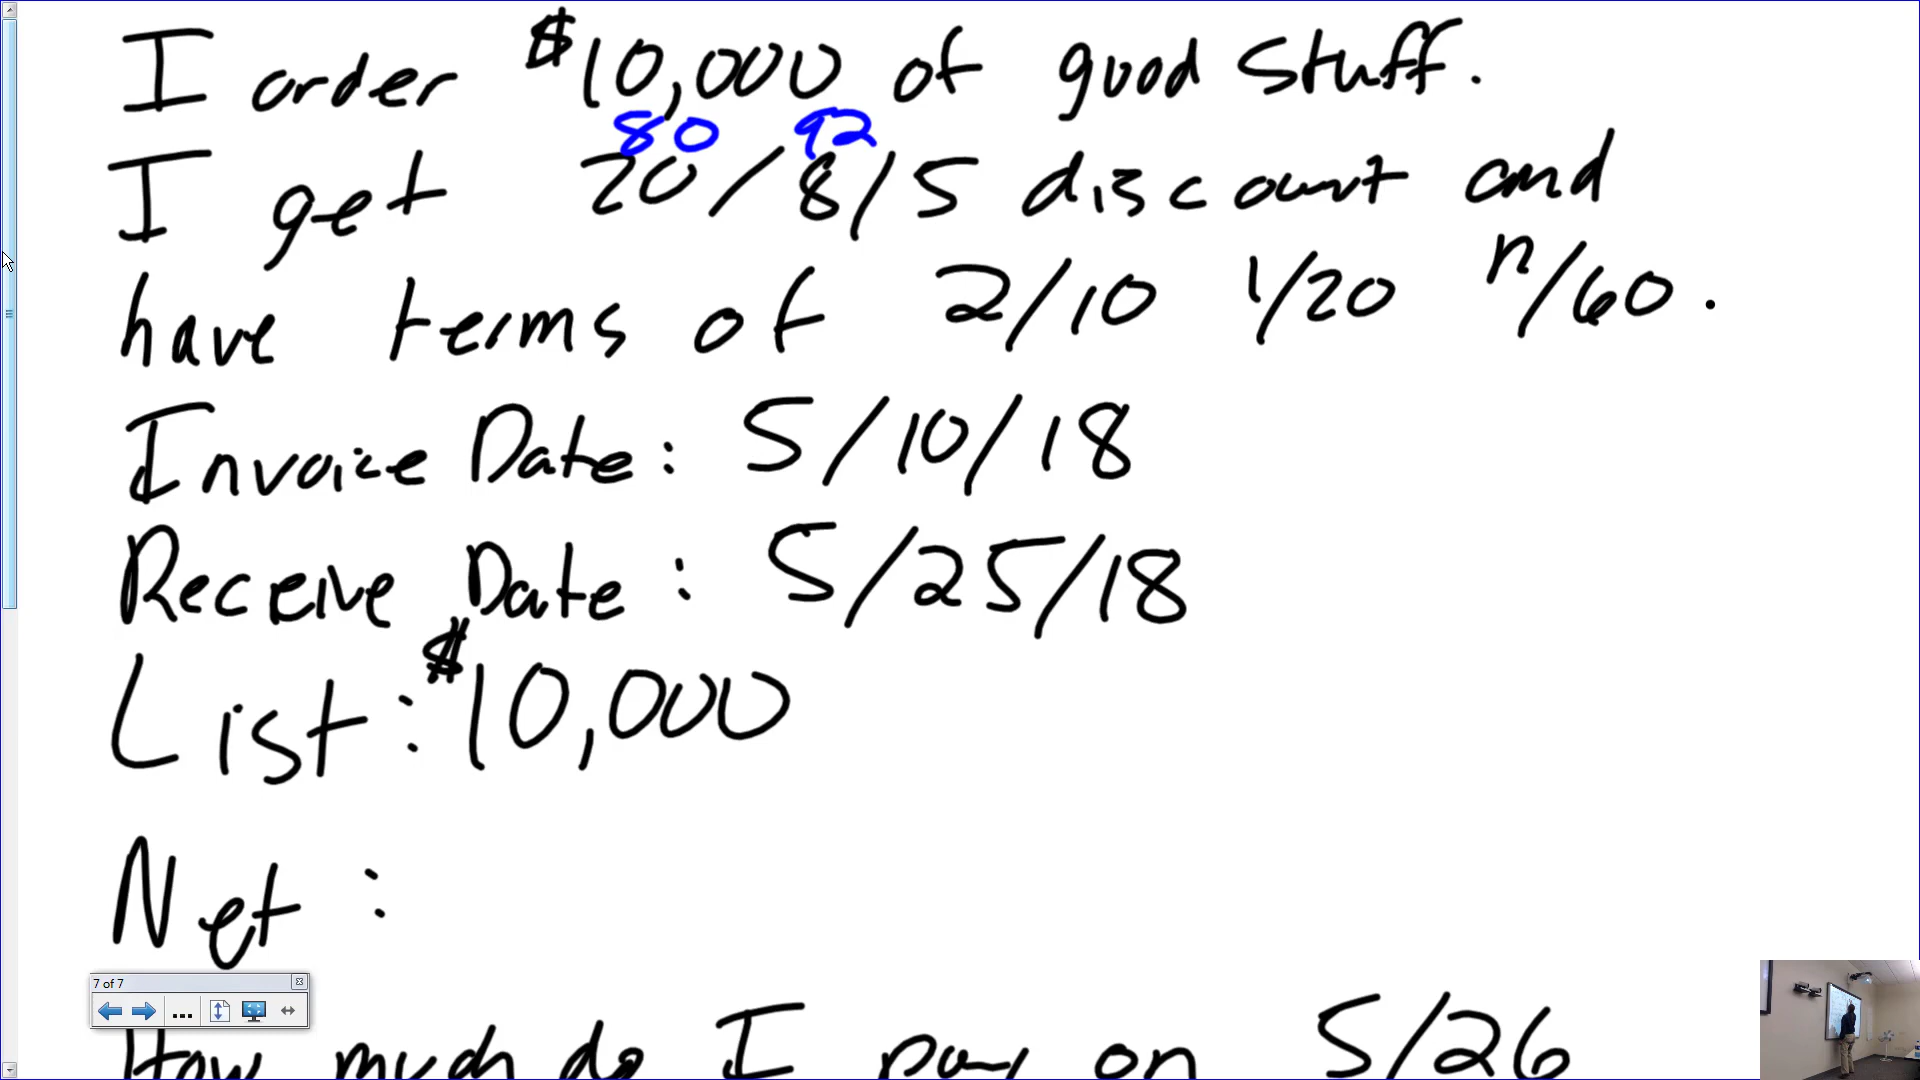 I order $10,000 of good stuff.
80 92
I get 20/8/5 discount and
have terms of 2/10 1/20 n/60.
Invoice Date: 5/10/18
Receive Date: 5/25/18
List: $10,000
Net:
7 of 7
How much do I pay on 5/26